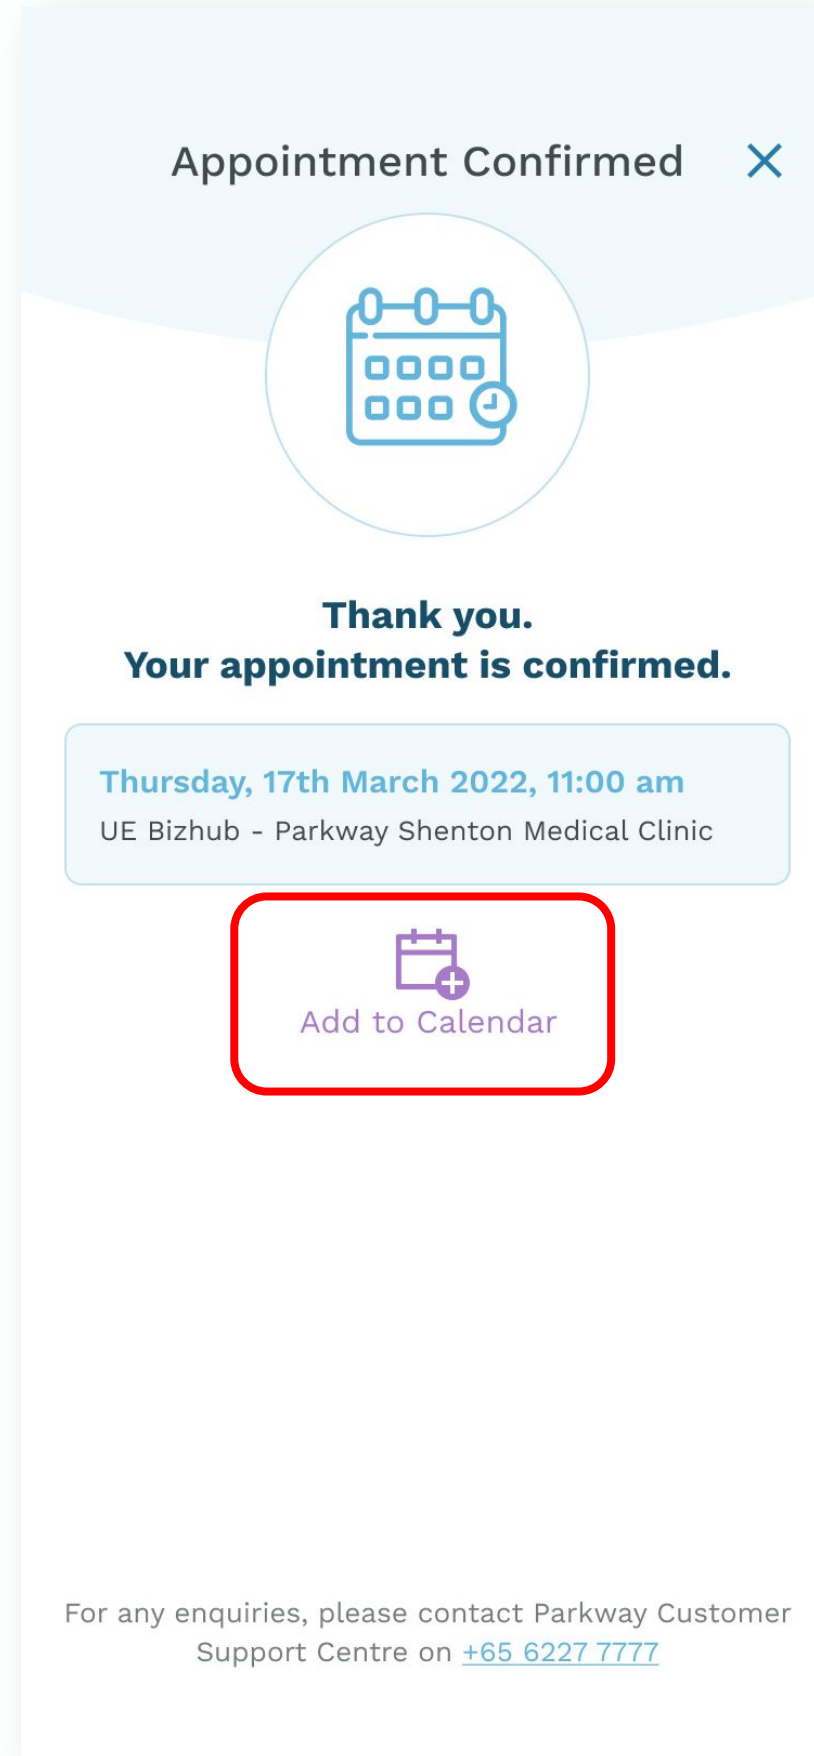 Appointment Confirmed
Thank you.
Your appointment is confirmed.
Thursday, 17th March 2022, 11:00 am
UE Bizhub - Parkway Shenton Medical Clinic
Add to Calendar
For any enquiries, please contact Parkway Customer
Support Centre on +65 6227 7777